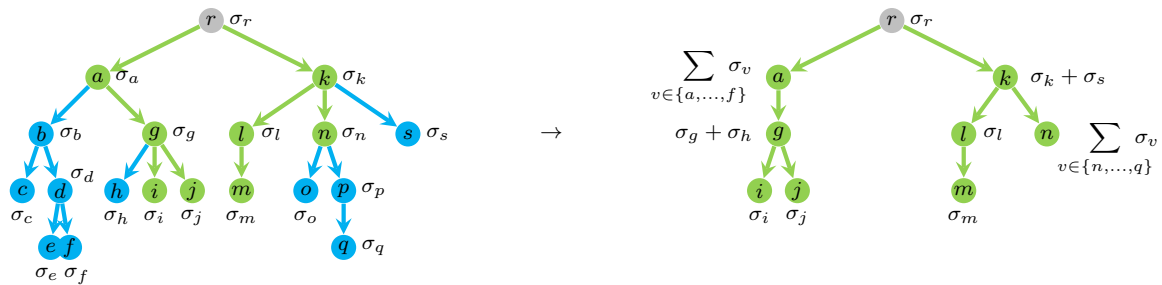 r σ_r r σ_r
a σ_a k σ_k ∑ σ_v a k σ_k + σ_s
v∈{a,...,f}
b σ_b g σ_g l σ_l n σ_n s σ_s → σ_g + σ_h g l σ_l n ∑ σ_v
v∈{n,...,q}
c d σ_d h i j m o p σ_p i j m
σ_c σ_h σ_i σ_j σ_m σ_o σ_i σ_j σ_m
e f q σ_q
σ_e σ_f